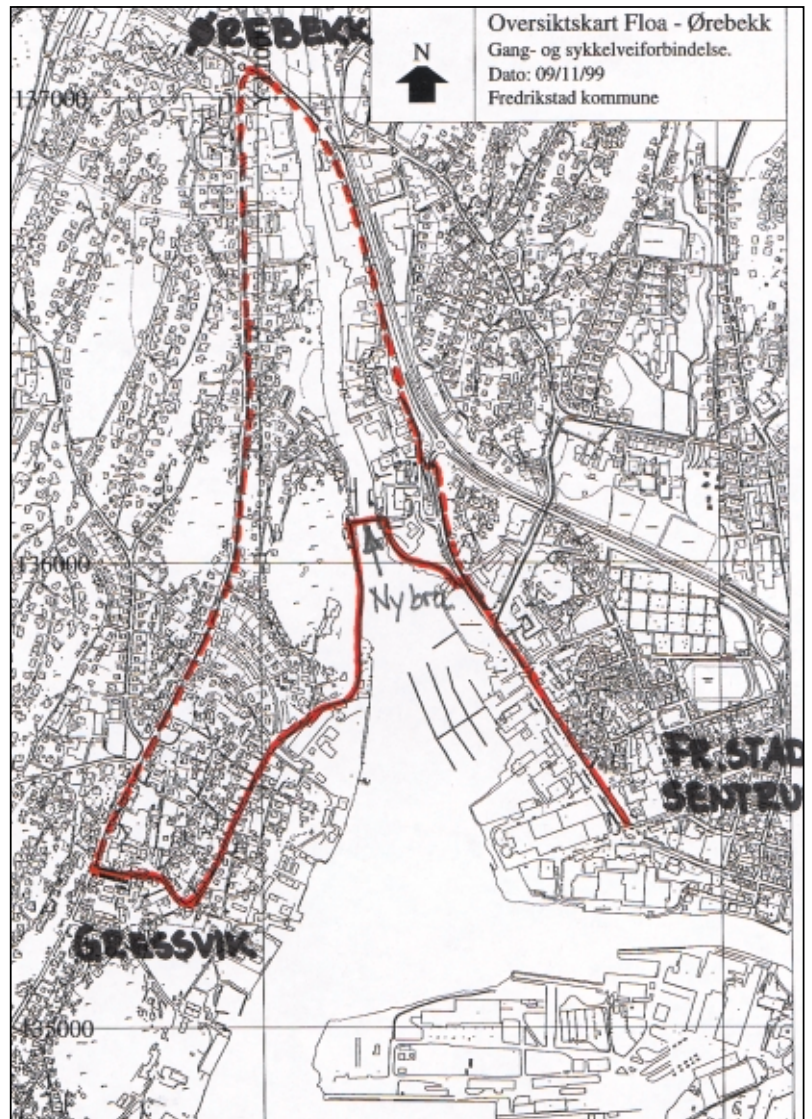 ØREBEKK
N
Oversiktskart Floa - Ørebekk
Gang- og sykkelveiforbindelse.
Dato: 09/11/99
Fredrikstad kommune
137000
136000
Ny bru
FR.STAD
SENTRU
GRESSVIK
135000